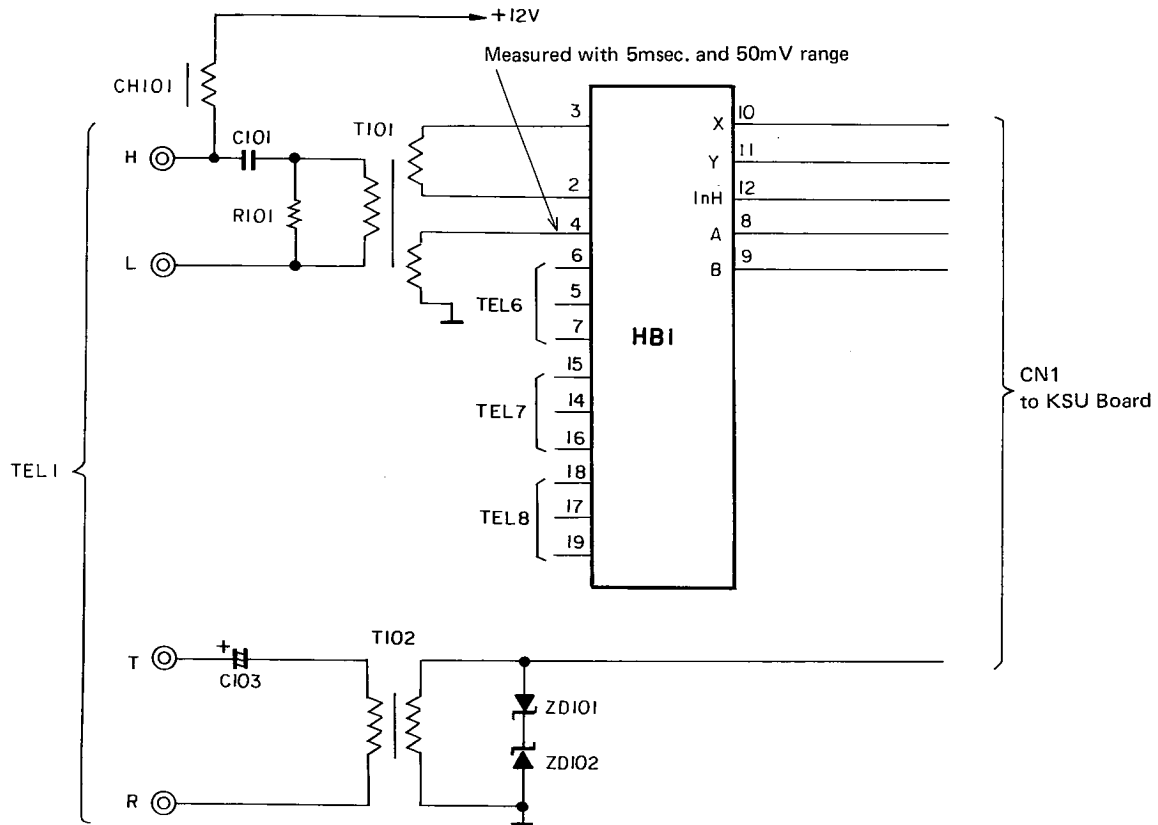 +12V
Measured with 5msec. and 50mV range
CH101
3
X 10
C101
T101
H
Y 11
2
InH 12
R101
4
A 8
L
6
B 9
TEL6
5
7
HB1
15
CN1
to KSU Board
TEL7
14
16
TEL1
18
TEL8
17
19
T102
T
+
C103
ZD101
ZD102
R